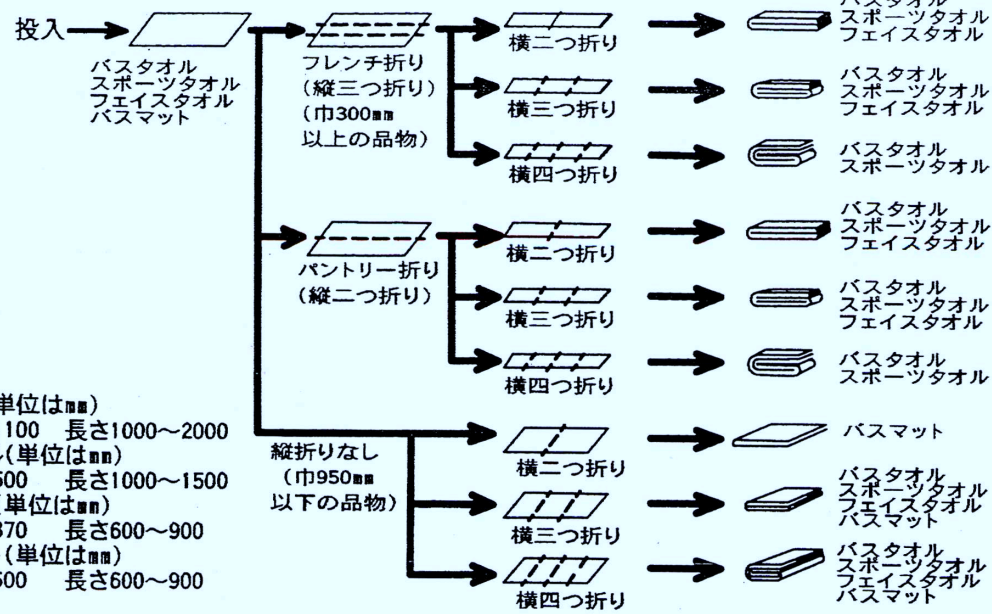 投入
バスタオル
スポーツタオル
フェイスタオル
バスマット
フレンチ折り
(縦三つ折り)
(巾300mm
以上の品物)
横二つ折り
バスタオル
スポーツタオル
フェイスタオル
横三つ折り
バスタオル
スポーツタオル
フェイスタオル
横四つ折り
バスタオル
スポーツタオル
パントリー折り
(縦二つ折り)
横二つ折り
バスタオル
スポーツタオル
フェイスタオル
横三つ折り
バスタオル
スポーツタオル
フェイスタオル
横四つ折り
バスタオル
スポーツタオル
縦折りなし
(巾950mm
以下の品物)
横二つ折り
バスマット
横三つ折り
バスタオル
スポーツタオル
フェイスタオル
バスマット
横四つ折り
バスタオル
スポーツタオル
フェイスタオル
バスマット
単位はmm)
100 長さ1000～2000
(単位はmm)
500 長さ1000～1500
単位はmm)
370 長さ600～900
(単位はmm)
500 長さ600～900